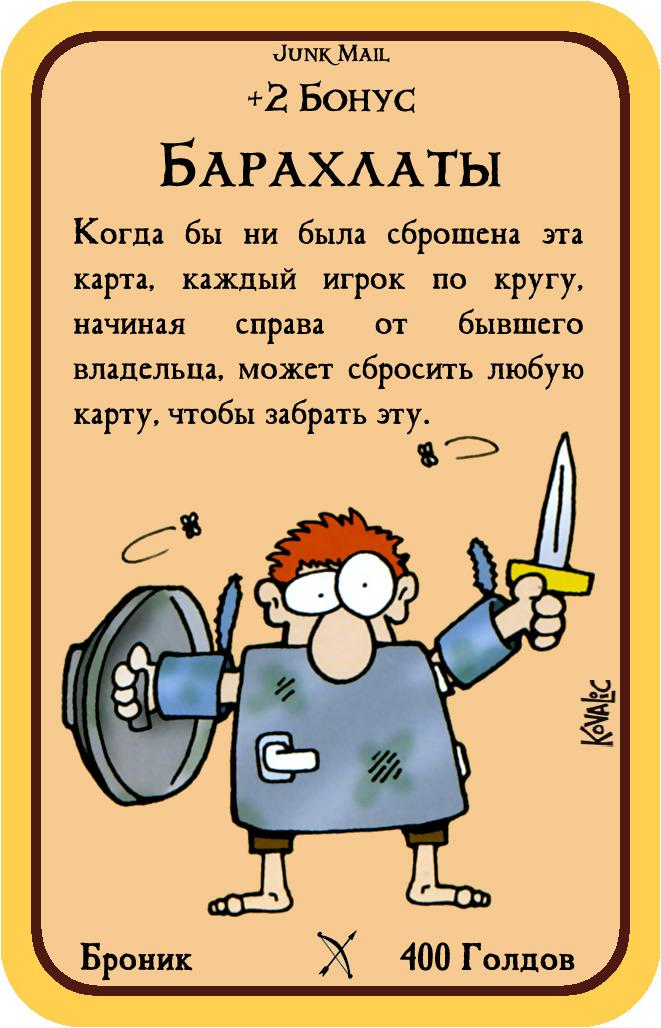 Junk Mail
+2 Бонус
Барахлаты
Когда бы ни была сброшена эта
карта, каждый игрок по кругу,
начиная справа от бывшего
владельца, может сбросить любую
карту, чтобы забрать эту.
Kovalic
Броник
400 Голдов